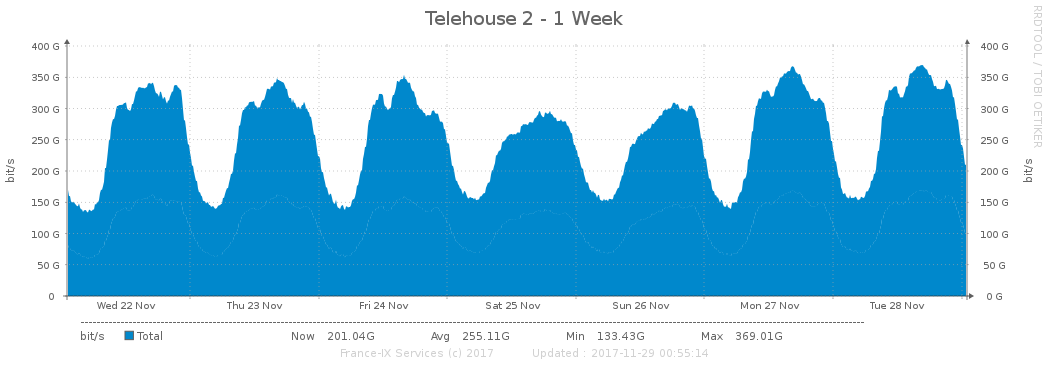 Telehouse 2 - 1 Week
RRDTOOL / TOBI OETIKER
400 G 400 G
350 G 350 G
300 G 300 G
250 G 250 G
200 G 200 G
150 G 150 G
100 G 100 G
50 G 50 G
0 0 G
bit/s bit/s
Wed 22 Nov Thu 23 Nov Fri 24 Nov Sat 25 Nov Sun 26 Nov Mon 27 Nov Tue 28 Nov
bit/s Total Now 201.04G Avg 255.11G Min 133.43G Max 369.01G
France-IX Services (c) 2017 Updated : 2017-11-29 00:55:14